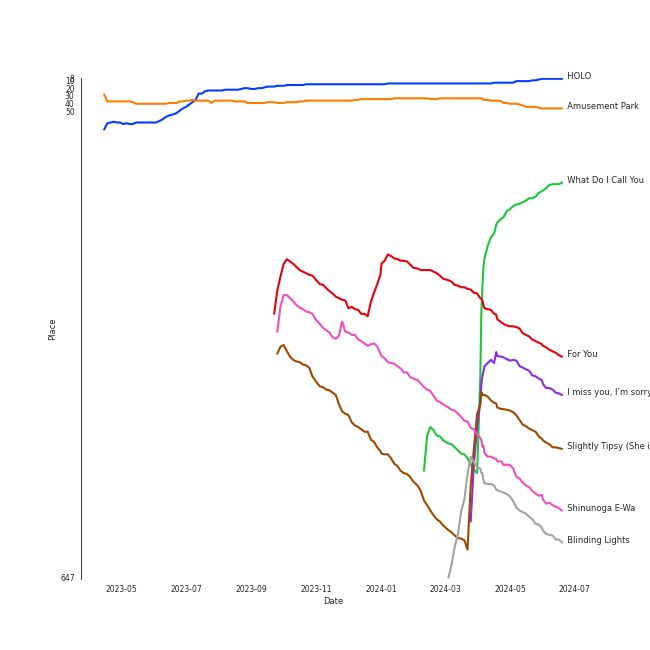 8
10
20
30
40
50
647
Place
HOLO
Amusement Park
What Do I Call You
For You
I miss you, I'm sorry
Slightly Tipsy (She i
Shinunoga E-Wa
Blinding Lights
2023-05 2023-07 2023-09 2023-11 2024-01 2024-03 2024-05 2024-07
Date